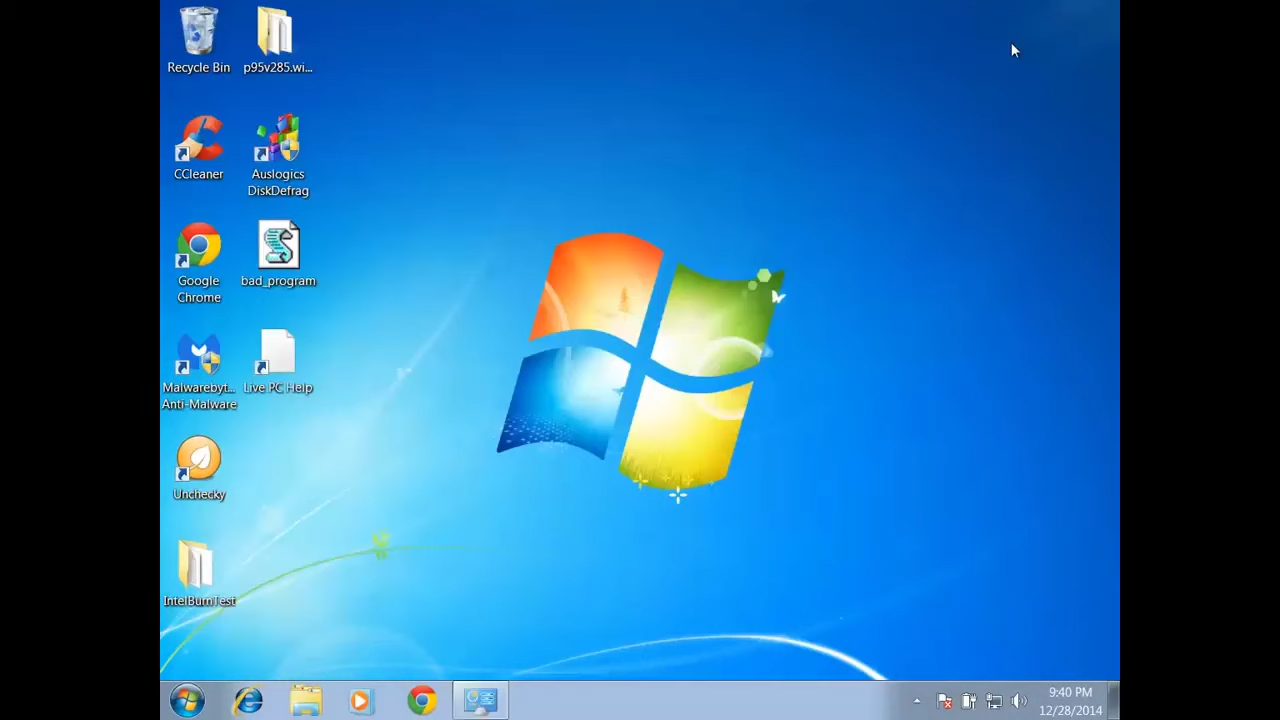 Recycle Bin
p95v285.wi...
CCleaner
Auslogics
DiskDefrag
Google
Chrome
bad_program
Malwarebyt...
Anti-Malware
Live PC Help
Unchecky
IntelBurnTest
9:40 PM
12/28/2014